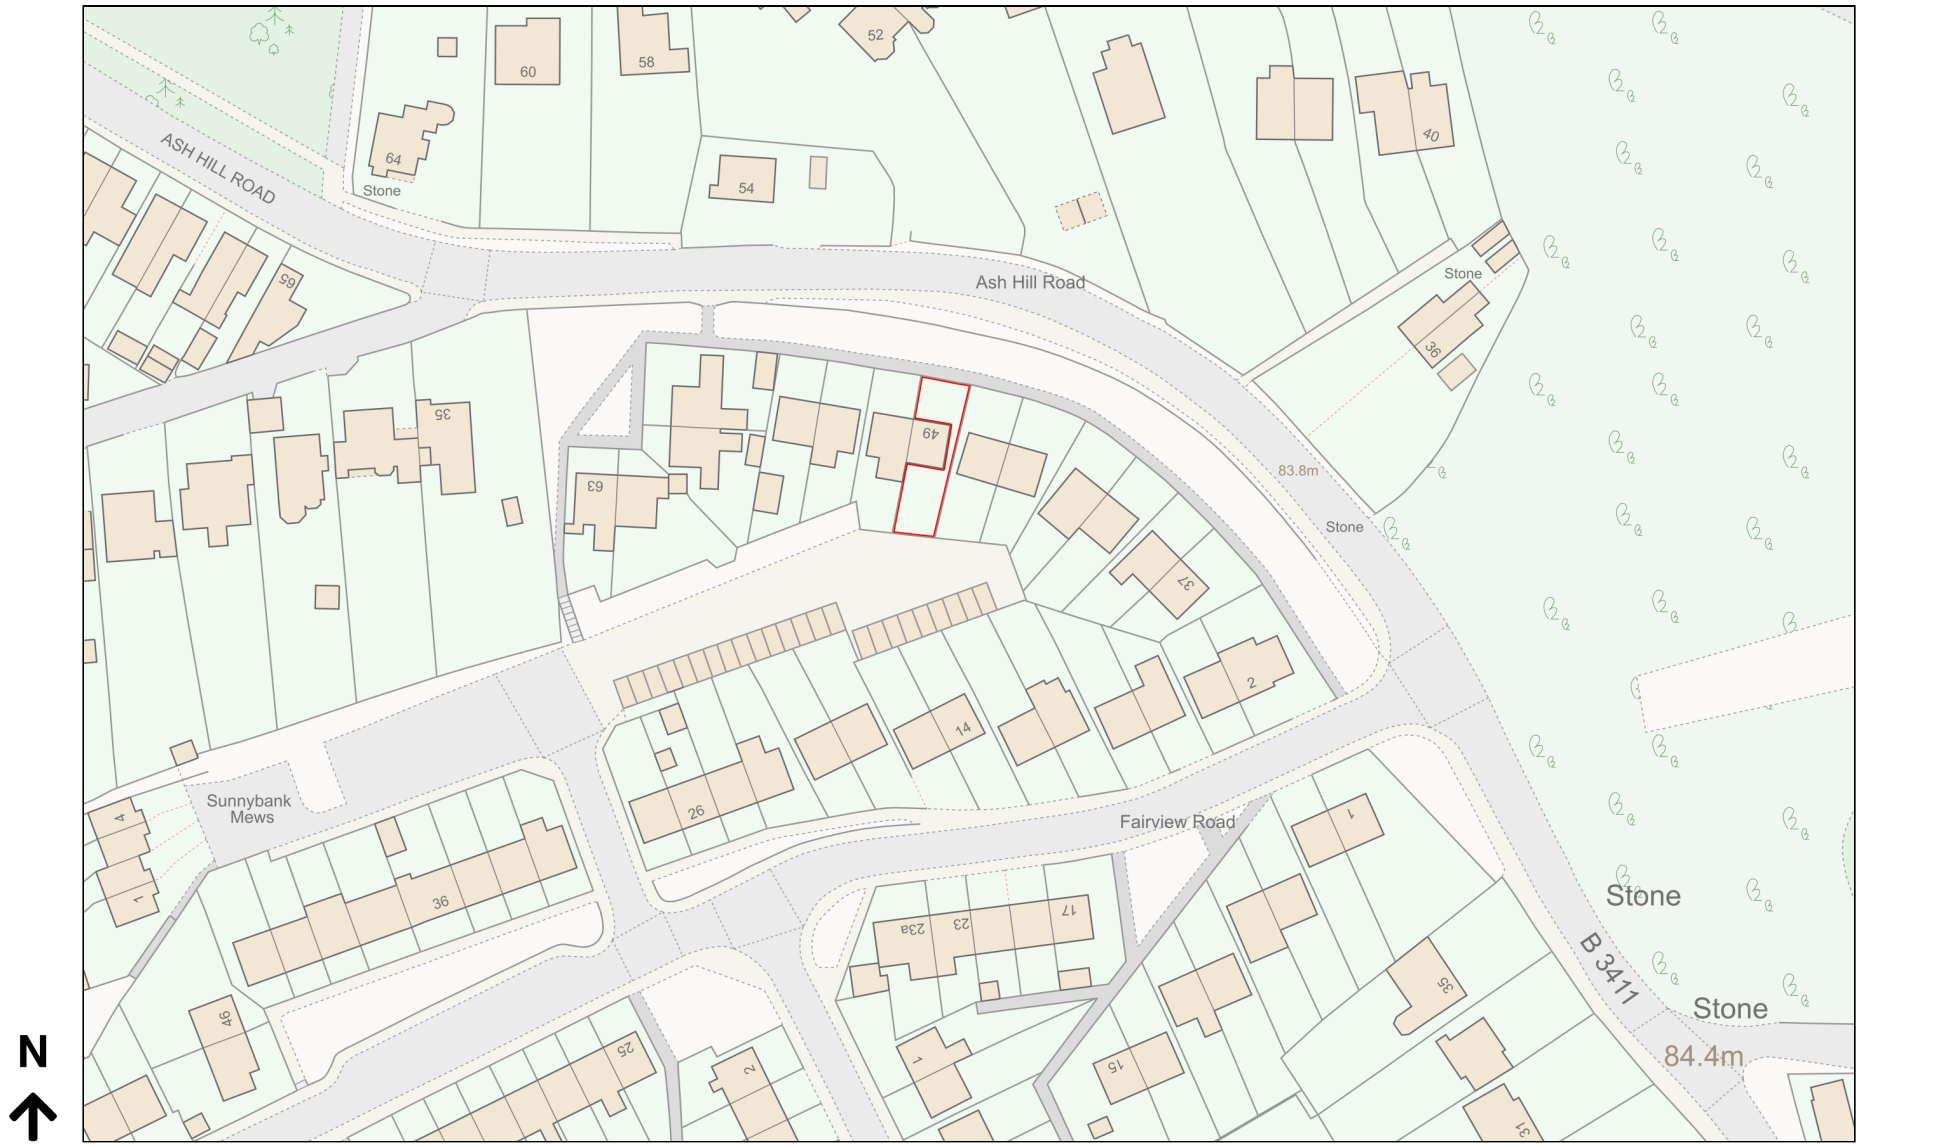 52
60
58
40
ASH HILL ROAD
64
Stone
54
Stone
65
Ash Hill Road
36
35
49
83.8m
63
Stone
37
2
14
Sunnybank
Mews
26
Fairview Road
4
1
1
36
Stone
17
23
23a
B 3411
35
Stone
46
N
25
2
1
15
84.4m
31